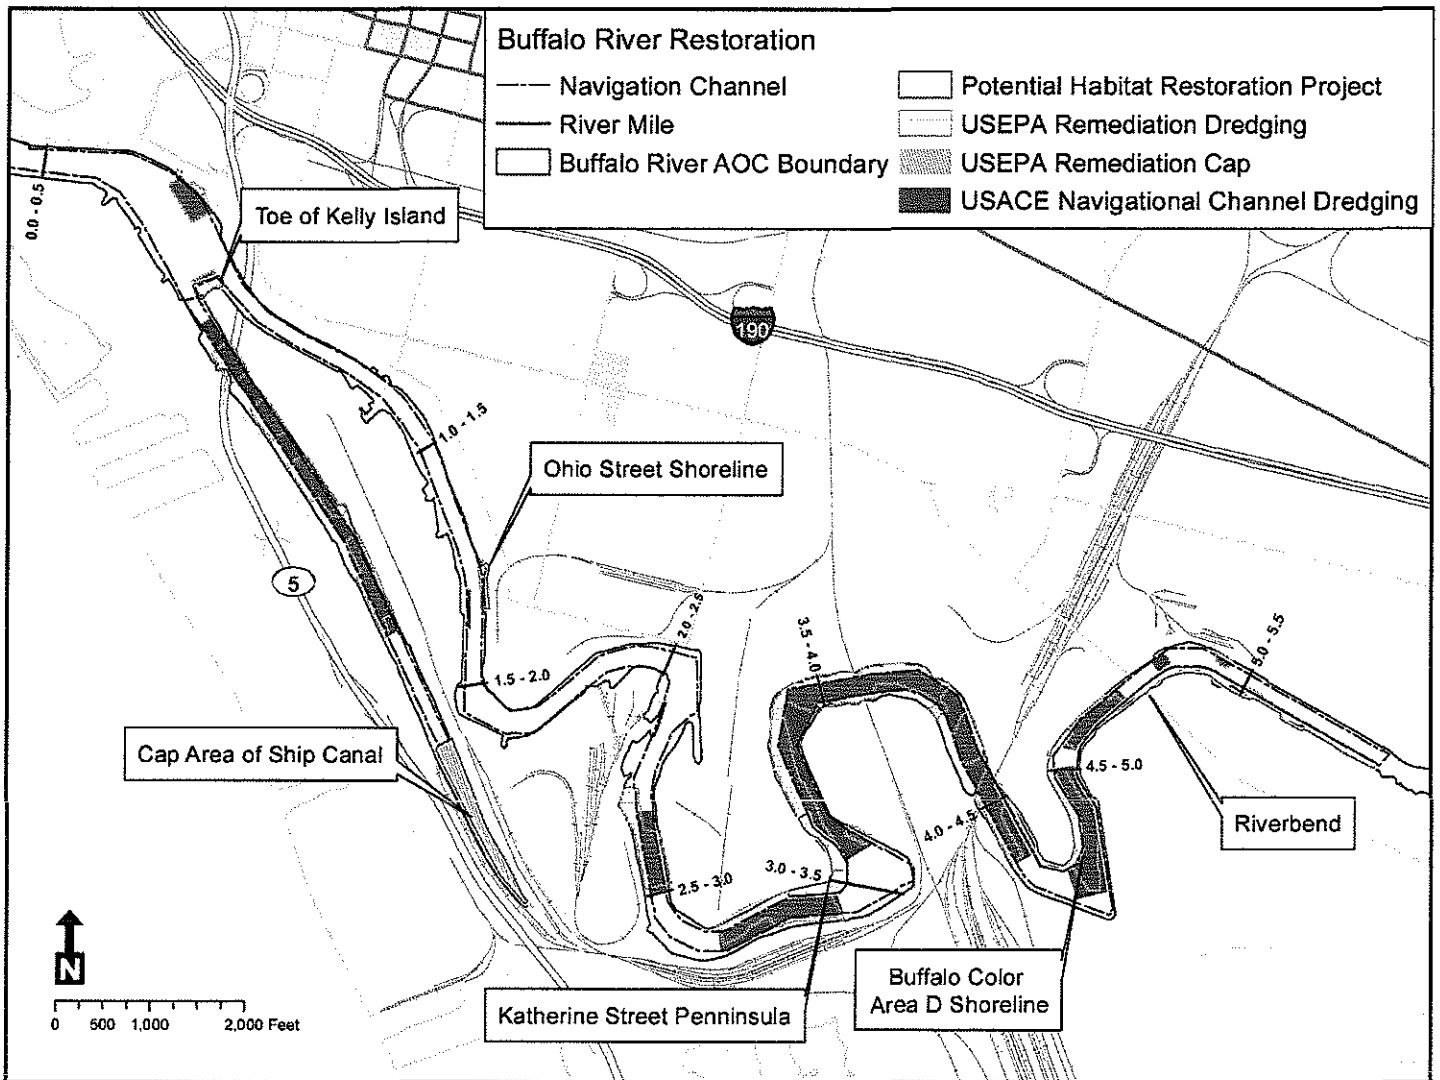 Buffalo River Restoration
Navigation Channel
River Mile
Buffalo River AOC Boundary
Potential Habitat Restoration Project
USEPA Remediation Dredging
USEPA Remediation Cap
USACE Navigational Channel Dredging
0.0 - 0.5
Toe of Kelly Island
190
1.0 - 1.5
Ohio Street Shoreline
5
2.0 - 2.5
3.5 - 4.0
5.0 - 5.5
1.5 - 2.0
Cap Area of Ship Canal
4.5 - 5.0
4.0 - 4.5
Riverbend
3.0 - 3.5
2.5 - 3.0
N
0 500 1,000 2,000 Feet
Katherine Street Penninsula
Buffalo Color
Area D Shoreline